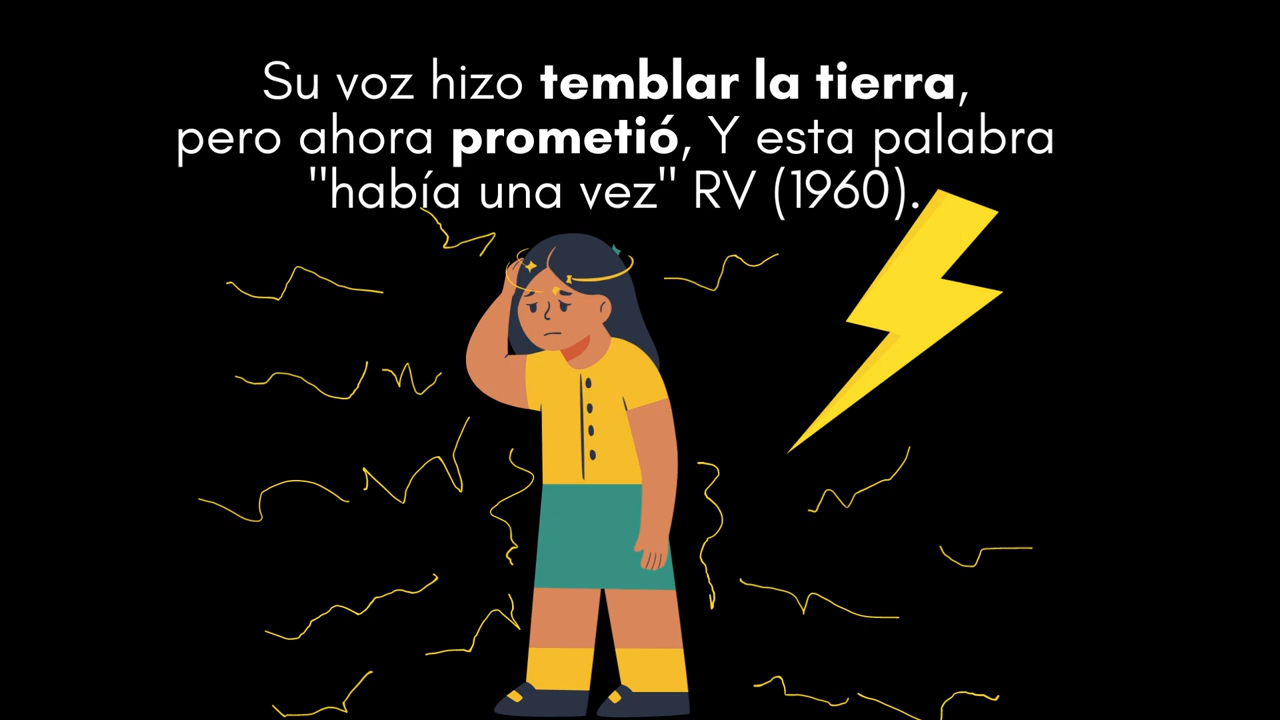 Su voz hizo temblar la tierra,
pero ahora prometió, Y esta palabra
"había una vez" RV (1960).